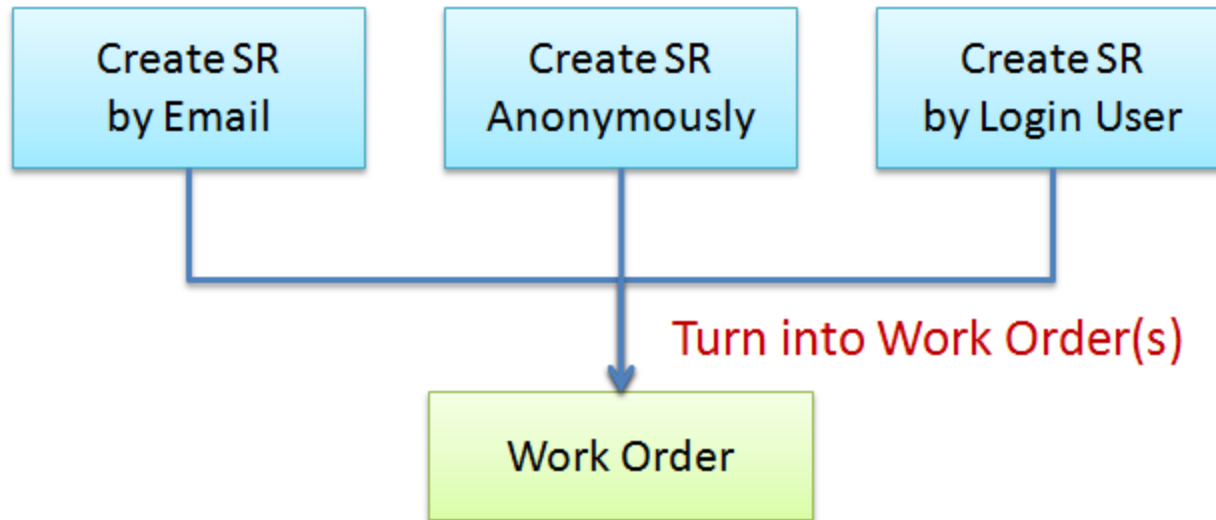 Create SR
by Email
Create SR
Anonymously
Create SR
by Login User
Turn into Work Order(s)
Work Order